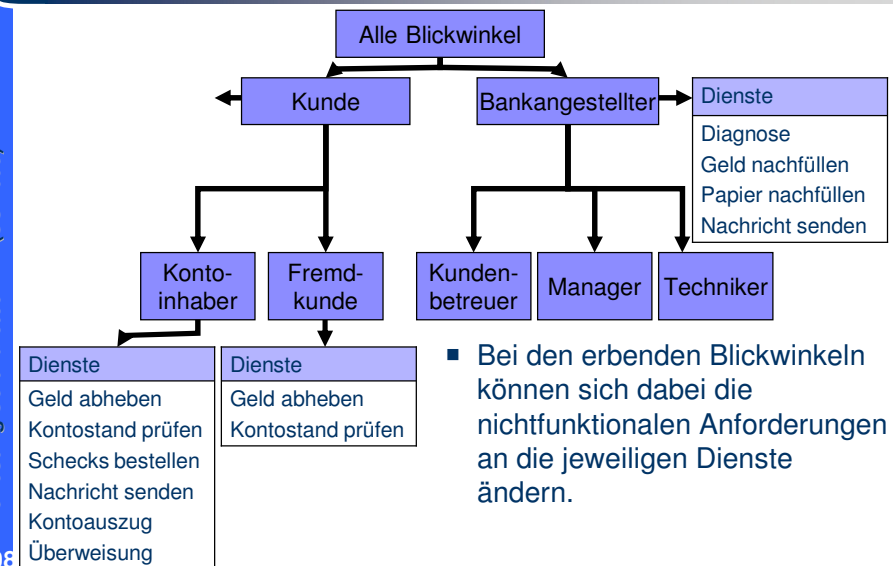 Alle Blickwinkel
Kunde
Bankangestellter
Dienste
Diagnose
Geld nachfüllen
Papier nachfüllen
Nachricht senden
Konto-
inhaber
Fremd-
kunde
Kunden-
betreuer
Manager
Techniker
Dienste
Geld abheben
Kontostand prüfen
Schecks bestellen
Nachricht senden
Kontoauszug
Überweisung
Dienste
Geld abheben
Kontostand prüfen
Bei den erbenden Blickwinkeln
können sich dabei die
nichtfunktionalen Anforderungen
an die jeweiligen Dienste
ändern.